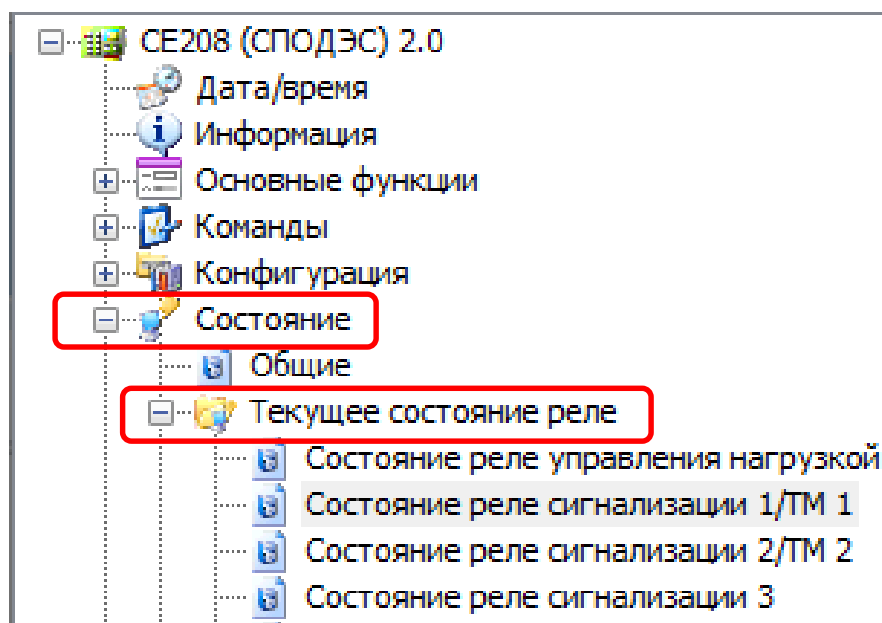 CE208 (СПОДЭС) 2.0
Дата/время
Информация
Основные функции
Команды
Конфигурация
Состояние
Общие
Текущее состояние реле
Состояние реле управления нагрузкой
Состояние реле сигнализации 1/ТМ 1
Состояние реле сигнализации 2/ТМ 2
Состояние реле сигнализации 3